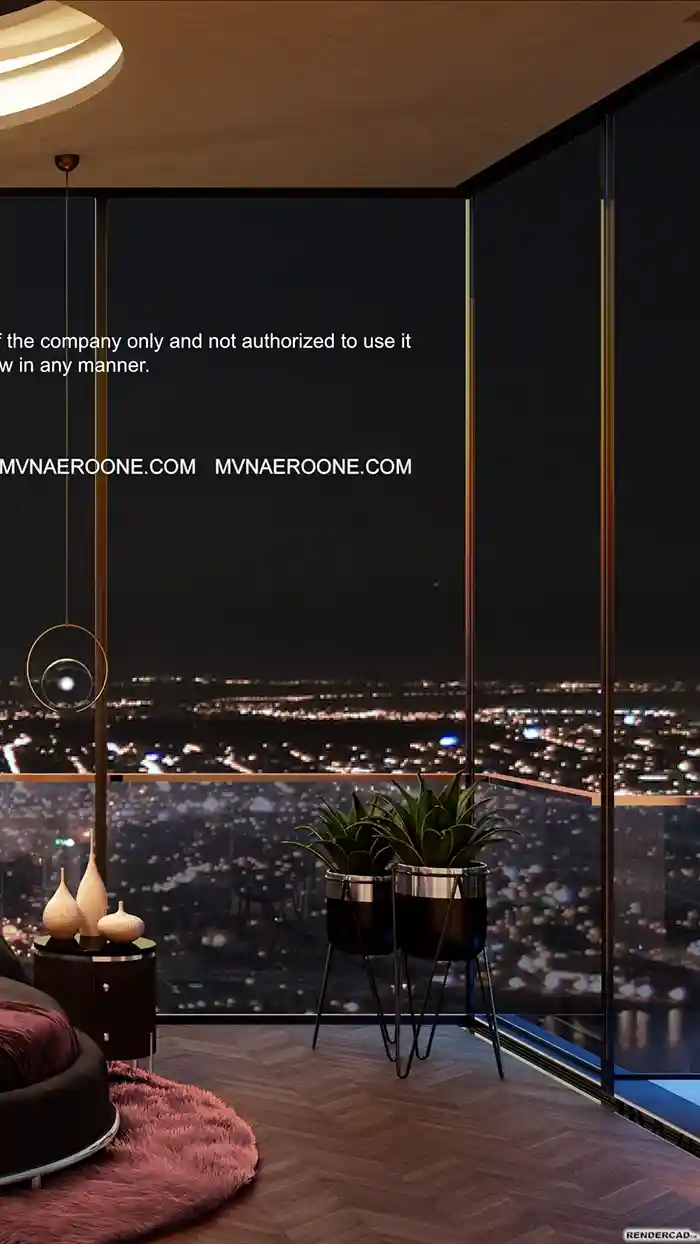 the company only and not authorized to use it
in any manner.
MVNAEROONE.COM MVNAEROONE.COM
RENDERCAD